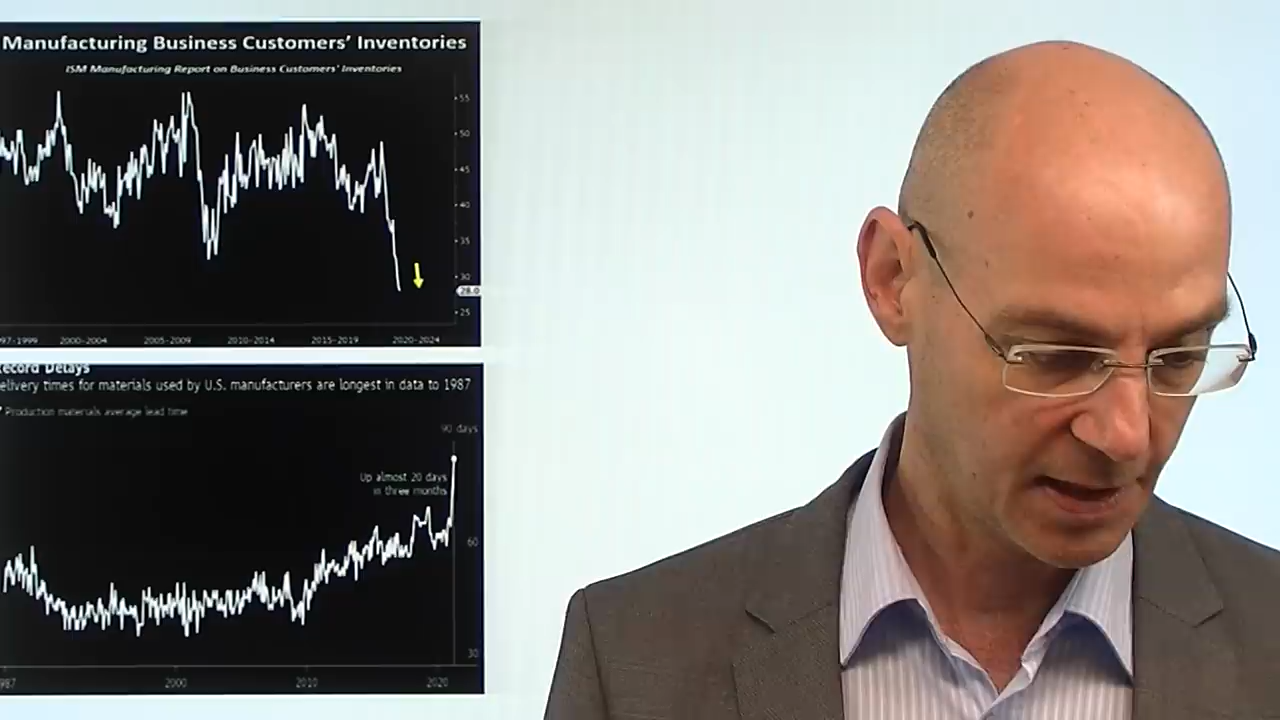 Manufacturing Business Customers' Inventories
ISM Manufacturing Report on Business Customers' Inventories
55
50
45
40
35
30
28.0
25
97-1999 2000-2004 2005-2009 2010-2014 2015-2019 2020-2024
Record Delays
elivery times for materials used by U.S. manufacturers are longest in data to 1987
Production materials average lead time
90 days
Up almost 20 days
in three months
60
30
987 2000 2010 2020